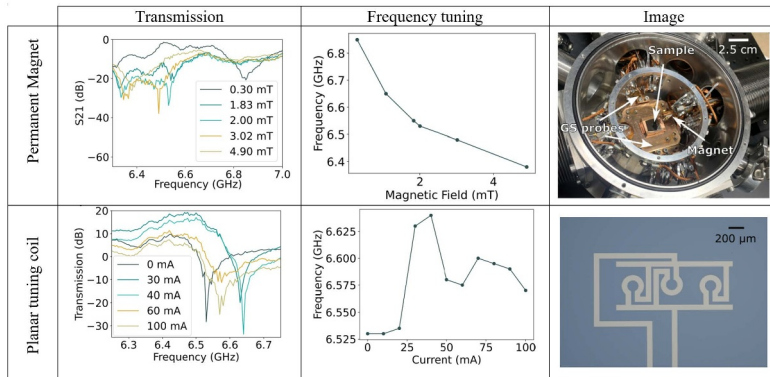 Transmission
Frequency tuning
Image
Permanent Magnet
0
−20
−40
−60
S21 (dB)
6.4
6.6
6.8
7.0
Frequency (GHz)
0.30 mT
1.83 mT
2.00 mT
3.02 mT
4.90 mT
6.8
6.7
6.6
6.5
6.4
Frequency (GHz)
2
4
Magnetic Field (mT)
Sample
2.5 cm
GS probes
Magnet
Planar tuning coil
20
10
0
−10
−20
−30
Transmission (dB)
6.3
6.4
6.5
6.6
6.7
Frequency (GHz)
0 mA
30 mA
40 mA
60 mA
100 mA
6.625
6.600
6.575
6.550
6.525
Frequency (GHz)
0
25
50
75
100
Current (mA)
200 μm